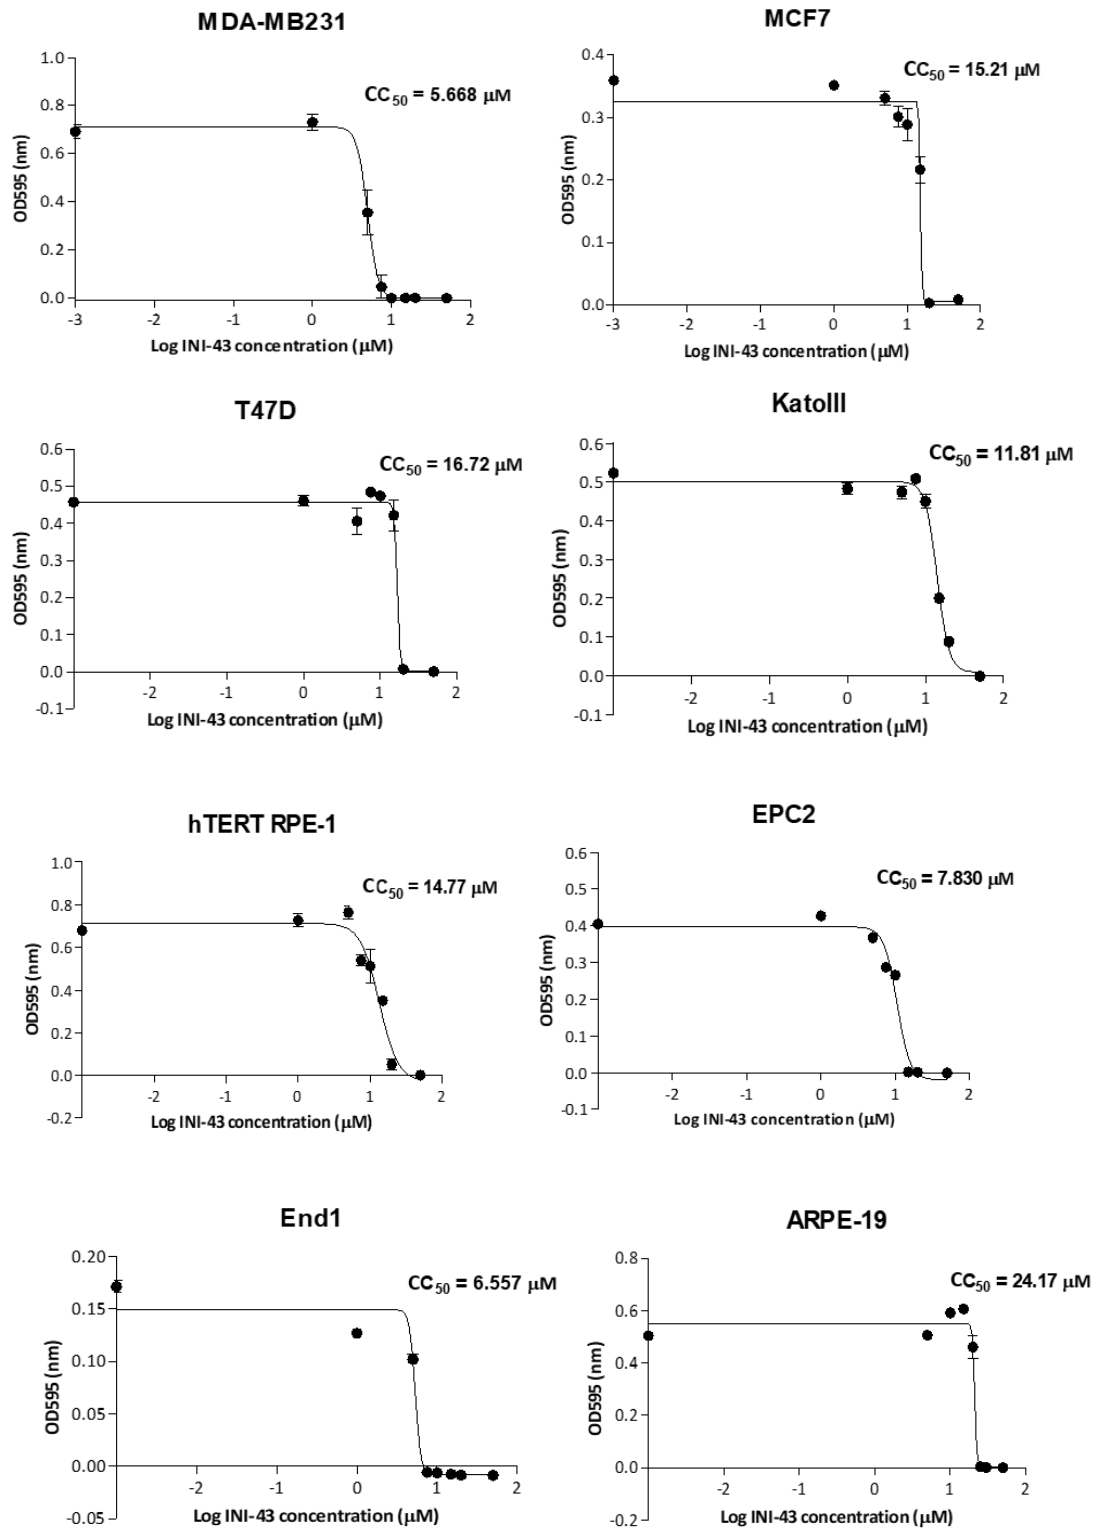 MDA-MB231
CC50 = 5.668 μM
1.0
0.8
0.6
0.4
0.2
0.0
OD595 (nm)
-3 -2 -1 0 1 2
Log INI-43 concentration (μM)
MCF7
CC50 = 15.21 μM
0.4
0.3
0.2
0.1
0.0
OD595 (nm)
-3 -2 -1 0 1 2
Log INI-43 concentration (μM)
T47D
CC50 = 16.72 μM
0.6
0.5
0.4
0.3
0.2
0.1
0.0
-0.1
OD595 (nm)
-2 -1 0 1 2
Log INI-43 concentration (μM)
KatoIII
CC50 = 11.81 μM
0.6
0.5
0.4
0.3
0.2
0.1
0.0
-0.1
OD595 (nm)
-2 -1 0 1 2
Log INI-43 concentration (μM)
hTERT RPE-1
CC50 = 14.77 μM
1.0
0.8
0.6
0.4
0.2
0.0
-0.2
OD595 (nm)
-2 -1 0 1 2
Log INI-43 concentration (μM)
EPC2
CC50 = 7.830 μM
0.6
0.5
0.4
0.3
0.2
0.1
0.0
-0.1
OD595 (nm)
-2 -1 0 1 2
Log INI-43 concentration (μM)
End1
CC50 = 6.557 μM
0.20
0.15
0.10
0.05
0.00
-0.05
OD595 (nm)
-2 -1 0 1 2
Log INI-43 concentration (μM)
ARPE-19
CC50 = 24.17 μM
0.8
0.6
0.4
0.2
0.0
-0.2
OD595 (nm)
-2 -1 0 1 2
Log INI-43 concentration (μM)